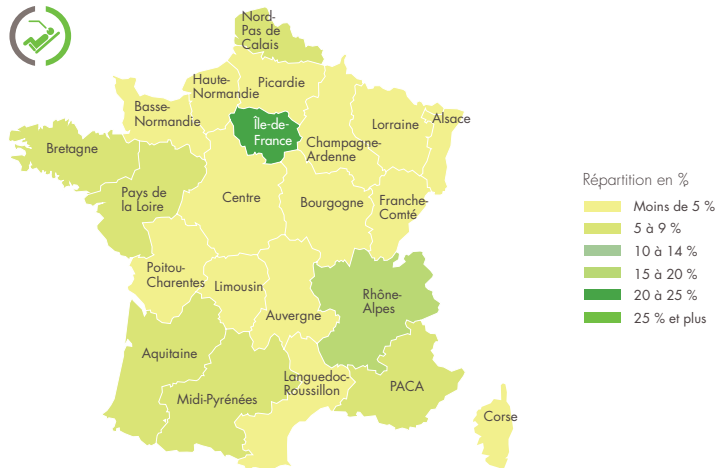 Nord-
Pas de
Calais
Haute-
Normandie
Picardie
Basse-
Normandie
Île-de-
France
Champagne-
Ardenne
Lorraine
Alsace
Bretagne
Pays de
la Loire
Centre
Bourgogne
Franche-
Comté
Poitou-
Charentes
Limousin
Auvergne
Rhône-
Alpes
Aquitaine
Midi-Pyrénées
Languedoc-
Roussillon
PACA
Corse
Répartition en %
Moins de 5 %
5 à 9 %
10 à 14 %
15 à 20 %
20 à 25 %
25 % et plus